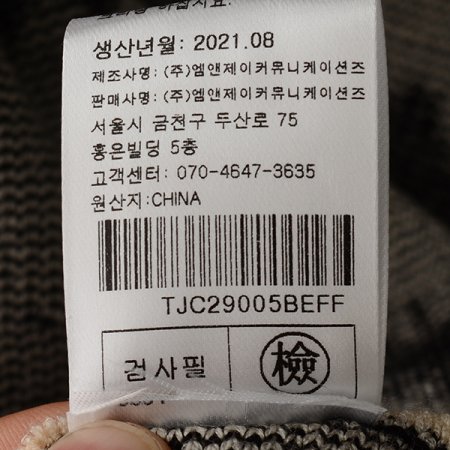 생산년월: 2021.08
제조사명: (주)엠앤제이커뮤니케이션즈
판매사명: (주)엠앤제이커뮤니케이션즈
서울시 금천구 두산로 75
홍은빌딩 5층
고객센터: 070-4647-3635
원산지:CHINA
TJC29005BEFF
검사필 檢